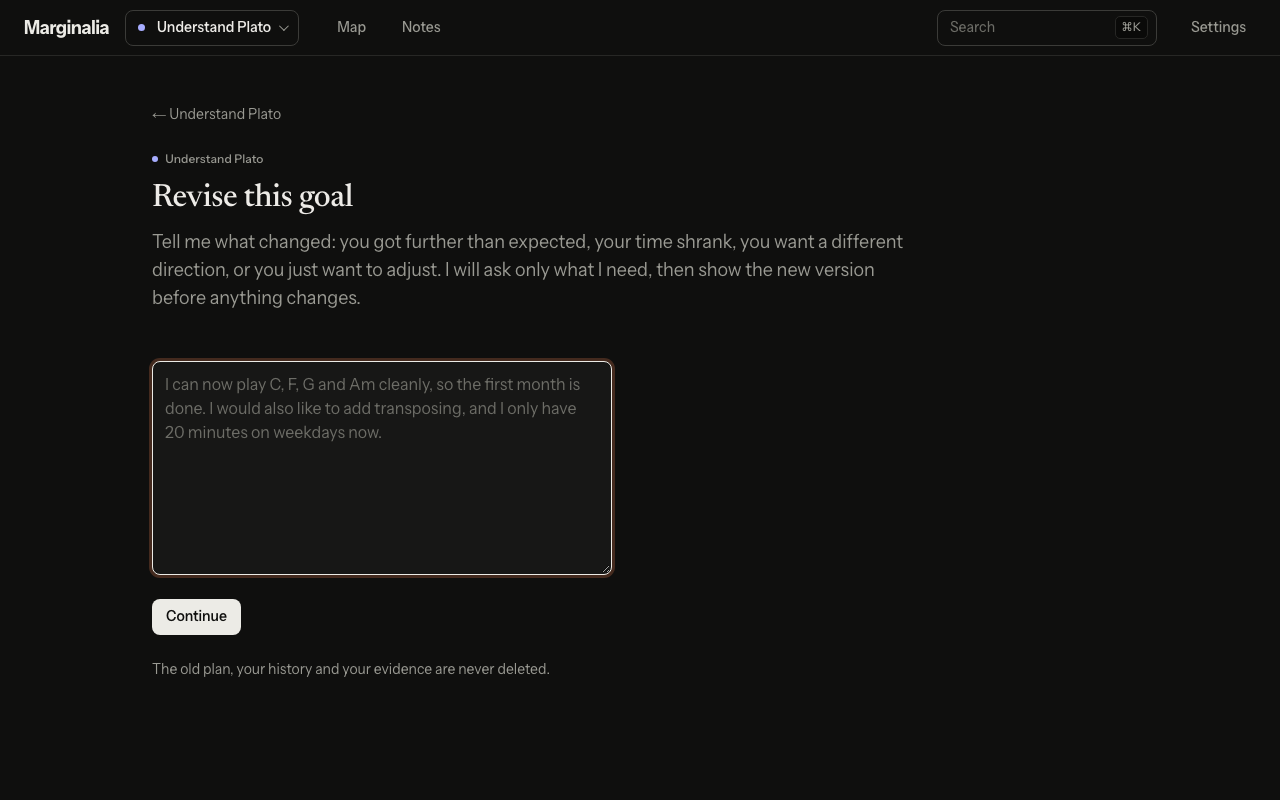 Marginalia
Understand Plato
Map
Notes
Search
⌘K
Settings
← Understand Plato
Understand Plato
Revise this goal
Tell me what changed: you got further than expected, your time shrank, you want a different
direction, or you just want to adjust. I will ask only what I need, then show the new version
before anything changes.
I can now play C, F, G and Am cleanly, so the first month is
done. I would also like to add transposing, and I only have
20 minutes on weekdays now.
Continue
The old plan, your history and your evidence are never deleted.